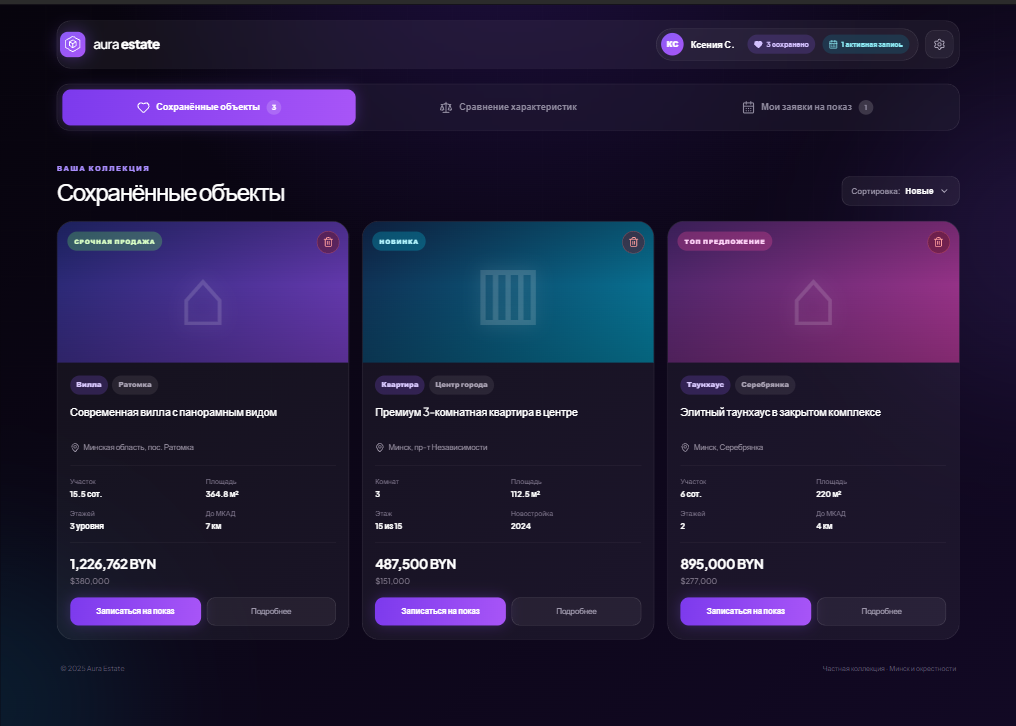 aura estate
КС Ксения С. 3 сохранено 1 активная запись
Сохранённые объекты 3
Сравнение характеристик
Мои заявки на показ 1
ВАША КОЛЛЕКЦИЯ
Сохранённые объекты
Сортировка: Новые
СРОЧНАЯ ПРОДАЖА
Вилла Ратомка
Современная вилла с панорамным видом
Минская область, пос. Ратомка
Участок Площадь
15.5 сот. 364.8 м²
Этажей До МКАД
3 уровня 7 км
1,226,762 BYN
$380,000
Записаться на показ Подробнее
НОВИНКА
Квартира Центр города
Премиум 3-комнатная квартира в центре
Минск, пр-т Независимости
Комнат Площадь
3 112.5 м²
Этаж Новостройка
15 из 15 2024
487,500 BYN
$151,000
Записаться на показ Подробнее
ТОП ПРЕДЛОЖЕНИЕ
Таунхаус Серебрянка
Элитный таунхаус в закрытом комплексе
Минск, Серебрянка
Участок Площадь
6 сот. 220 м²
Этажей До МКАД
2 4 км
895,000 BYN
$277,000
Записаться на показ Подробнее
© 2025 Aura Estate
Частная коллекция · Минск и окрестности